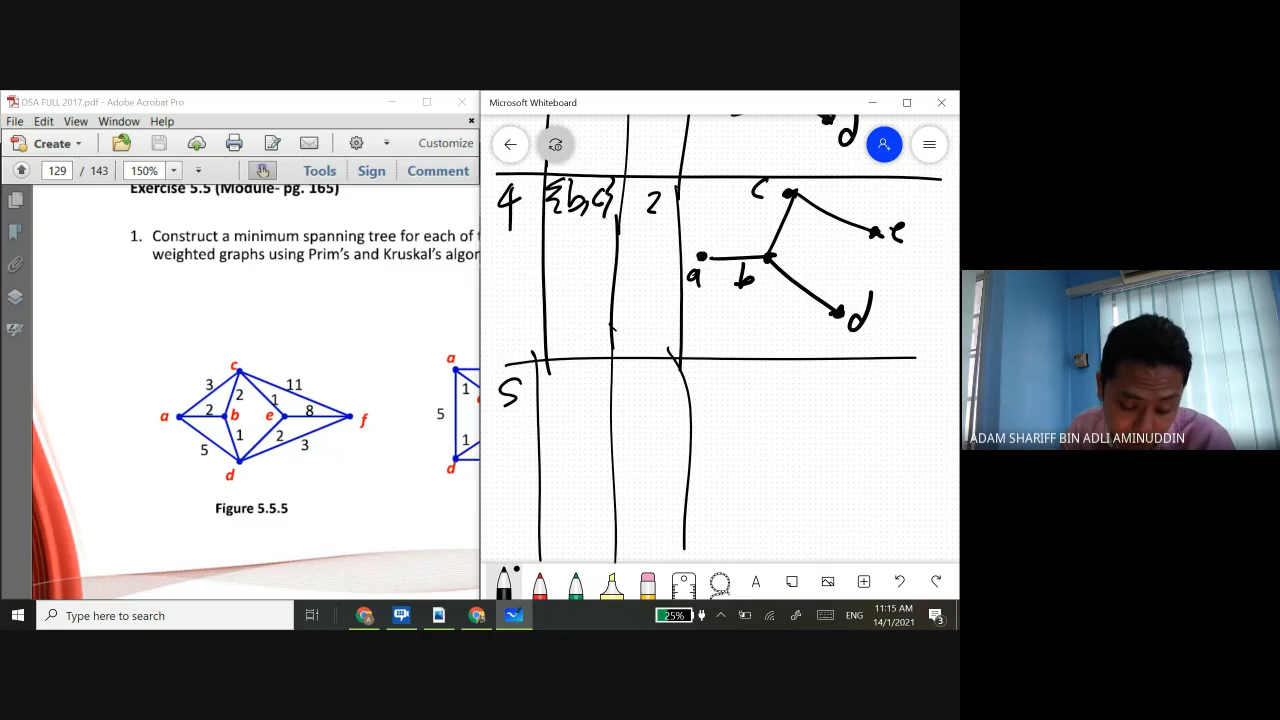 DSA FULL 2017.pdf - Adobe Acrobat Pro
File Edit View Window Help
Create
Customize
129 / 143
150%
Tools
Sign
Comment
Exercise 5.5 (Module- pg. 165)
1. Construct a minimum spanning tree for each of t
weighted graphs using Prim's and Kruskal's algor
c
3
11
2
1
a
2
b
e
8
f
1
2
5
3
d
Figure 5.5.5
a
1
5
1
d
Microsoft Whiteboard
d
4 {b,c} 2
c
e
a
b
d
5
ADAM SHARIFF BIN ADLI AMINUDDIN
Type here to search
25%
ENG
11:15 AM
14/1/2021
3